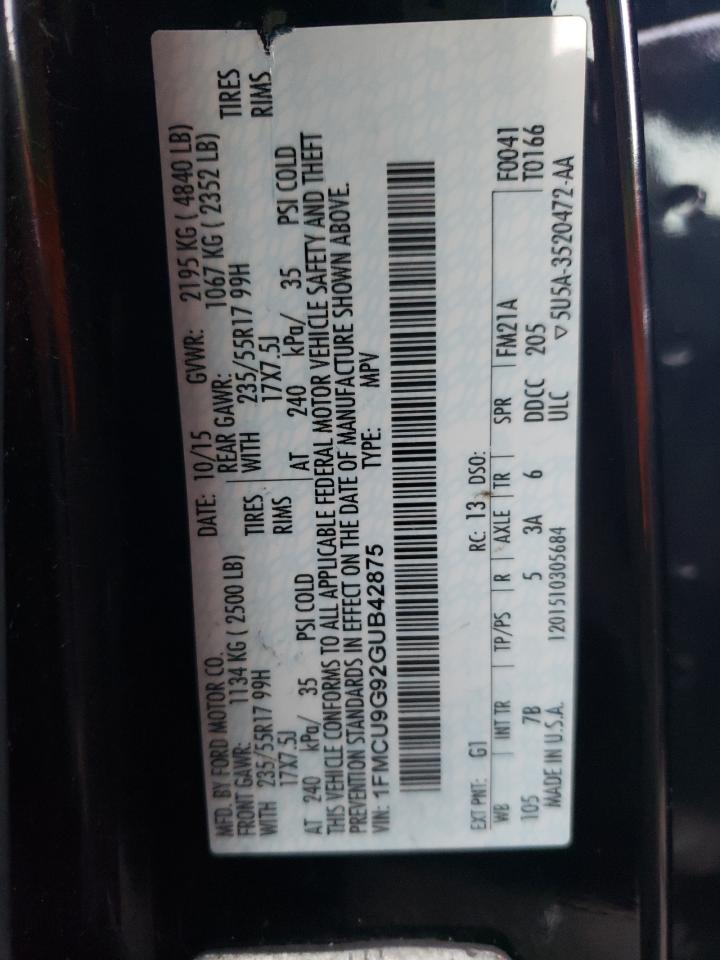 MFD. BY FORD MOTOR CO.
DATE: 10/15 GVWR: 2195 KG ( 4840 LB)
FRONT GAWR: 1134 KG ( 2500 LB) REAR GAWR: 1067 KG ( 2352 LB)
WITH 235/55R17 99H TIRES WITH 235/55R17 99H TIRES
17X7.5J RIMS 17X7.5J RIMS
AT 240 kPa/ 35 PSI COLD AT 240 kPa/ 35 PSI COLD
THIS VEHICLE CONFORMS TO ALL APPLICABLE FEDERAL MOTOR VEHICLE SAFETY AND THEFT
PREVENTION STANDARDS IN EFFECT ON THE DATE OF MANUFACTURE SHOWN ABOVE.
VIN: 1FMCU9G92GUB42875 TYPE: MPV
EXT PNT: G1 RC: 13 DSO: F0041
WB INT TR TP/PS R AXLE TR SPR FM21A T0166
105 7B 5 3A 6 DDCC 205
MADE IN U.S.A. 1201510305684 ULC ▽ 5U5A-3520472-AA